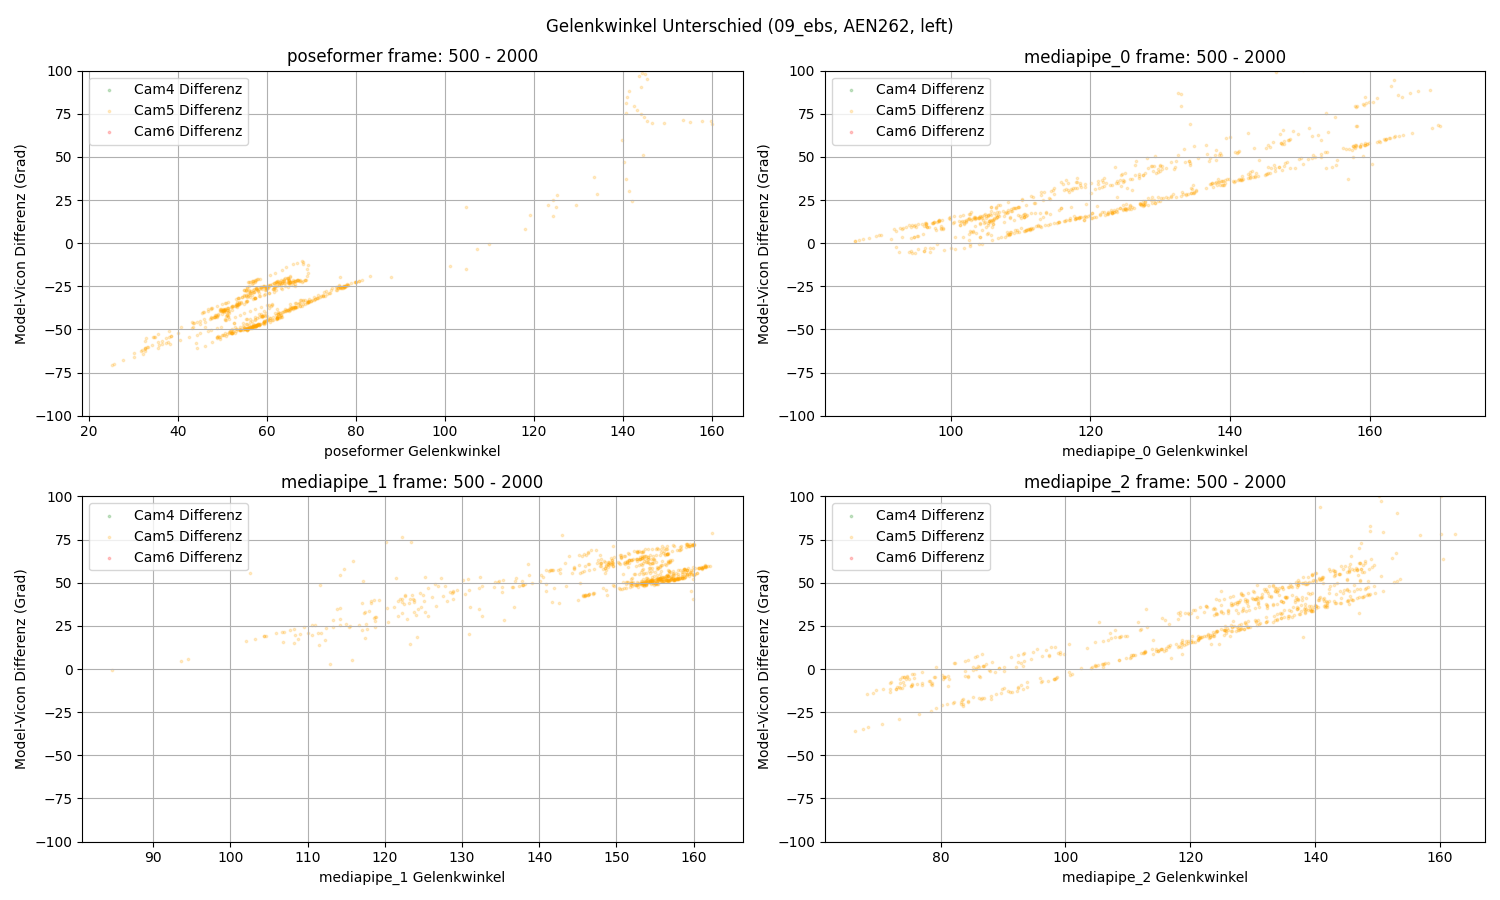 Gelenkwinkel Unterschied (09_ebs, AEN262, left)
poseformer frame: 500 - 2000
Model-Vicon Differenz (Grad)
100
75
50
25
0
−25
−50
−75
−100
Cam4 Differenz
Cam5 Differenz
Cam6 Differenz
20 40 60 80 100 120 140 160
poseformer Gelenkwinkel
mediapipe_0 frame: 500 - 2000
Model-Vicon Differenz (Grad)
100
75
50
25
0
−25
−50
−75
−100
Cam4 Differenz
Cam5 Differenz
Cam6 Differenz
100 120 140 160
mediapipe_0 Gelenkwinkel
mediapipe_1 frame: 500 - 2000
Model-Vicon Differenz (Grad)
100
75
50
25
0
−25
−50
−75
−100
Cam4 Differenz
Cam5 Differenz
Cam6 Differenz
90 100 110 120 130 140 150 160
mediapipe_1 Gelenkwinkel
mediapipe_2 frame: 500 - 2000
Model-Vicon Differenz (Grad)
100
75
50
25
0
−25
−50
−75
−100
Cam4 Differenz
Cam5 Differenz
Cam6 Differenz
80 100 120 140 160
mediapipe_2 Gelenkwinkel